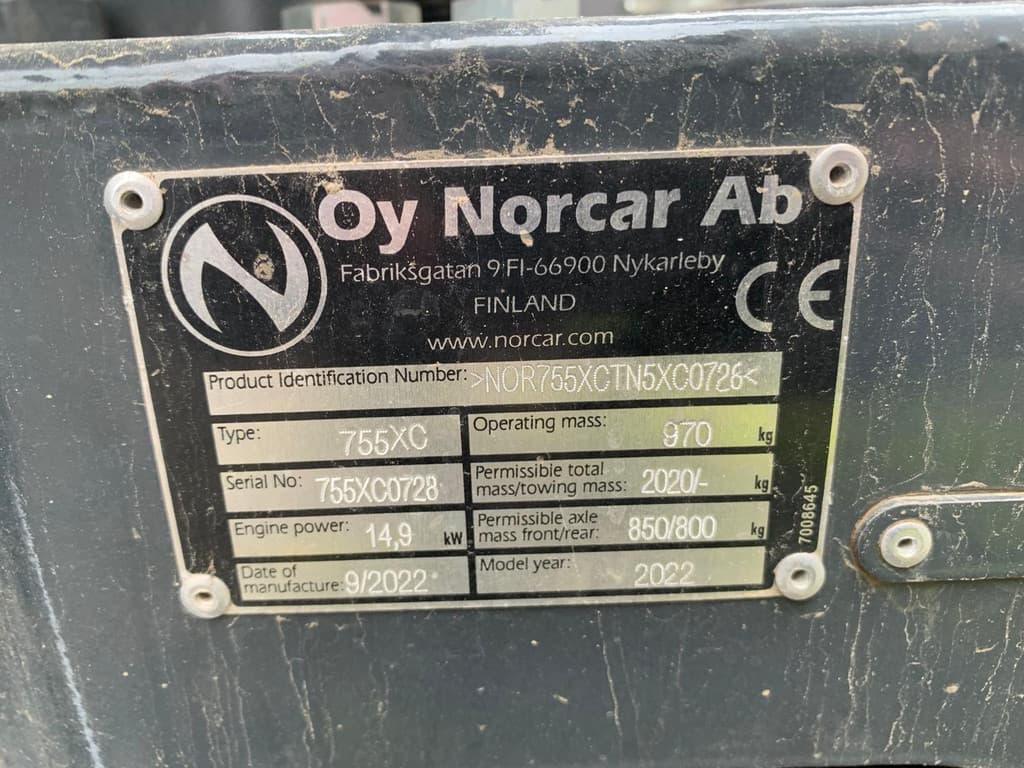 Oy Norcar Ab
Fabriksgatan 9 FI-66900 Nykarleby
FINLAND
www.norcar.com
CE
Product Identification Number: >NOR755XCTN5XC0728<
Type: 755XC
Operating mass: 970 kg
Serial No: 755XC0728
Permissible total
mass/towing mass: 2020/- kg
Engine power: 14,9 kW
Permissible axle
mass front/rear: 850/800 kg
Date of
manufacture: 9/2022
Model year: 2022
7008645